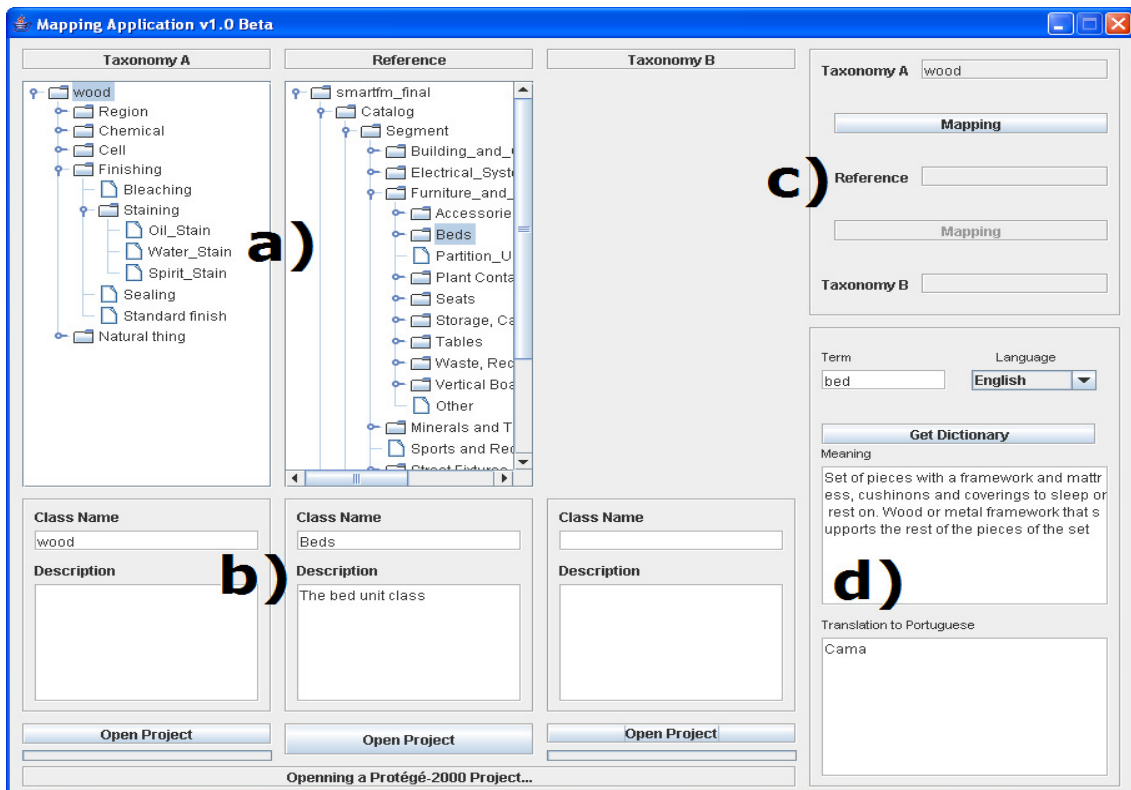 Mapping Application v1.0 Beta
Taxonomy A
wood
Region
Chemical
Cell
Finishing
Bleaching
Staining
Oil_Stain
Water_Stain
Spirit_Stain
Sealing
Standard finish
Natural thing
a)
Reference
smartfm_final
Catalog
Segment
Building_and_
Electrical_Syst
Furniture_and_
Accessorie
Beds
Partition_U
Plant Conta
Seats
Storage, Ca
Tables
Waste, Rec
Vertical Boa
Other
Minerals and T
Sports and Rec
Taxonomy B
Class Name
wood
Description
b)
Class Name
Beds
Description
The bed unit class
Class Name
Description
Open Project
Open Project
Open Project
Openning a Protégé-2000 Project...
Taxonomy A wood
Mapping
c)
Reference
Mapping
Taxonomy B
Term Language
bed English
Get Dictionary
Meaning
Set of pieces with a framework and mattr
ess, cushinons and coverings to sleep or
rest on. Wood or metal framework that s
upports the rest of the pieces of the set
d)
Translation to Portuguese
Cama